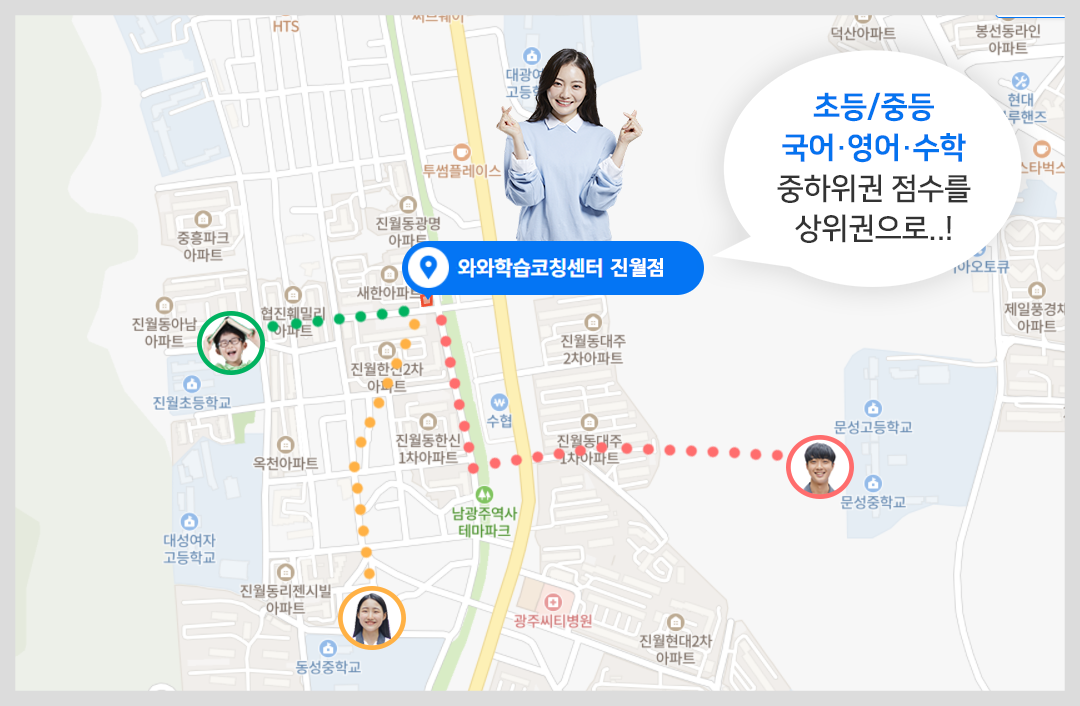 HTS
써브웨이
덕산아파트
봉선동라인
아파트
대광여
고등학
현대
루핸즈
초등/중등
국어·영어·수학
중하위권 점수를
상위권으로..!
투썸플레이스
스타벅스
진월동광명
아파트
중흥파크
아파트
와와학습코칭센터 진월점
기아오토큐
새한아파트
제일풍경채
아파트
협진훼밀리
아파트
진월동아남
아파트
진월동대주
2차아파트
진월한신2차
아파트
진월초등학교
수협
문성고등학교
진월동한신
1차아파트
진월동대주
1차아파트
옥천아파트
문성중학교
남광주역사
테마파크
대성여자
고등학교
진월동리젠시빌
아파트
광주씨티병원
진월현대2차
아파트
동성중학교